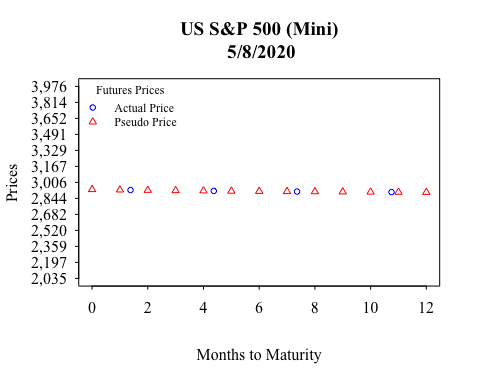 US S&P 500 (Mini)
5/8/2020
Futures Prices
Actual Price
Pseudo Price
Prices
3,976
3,814
3,652
3,491
3,329
3,167
3,006
2,844
2,682
2,520
2,359
2,197
2,035
0 2 4 6 8 10 12
Months to Maturity